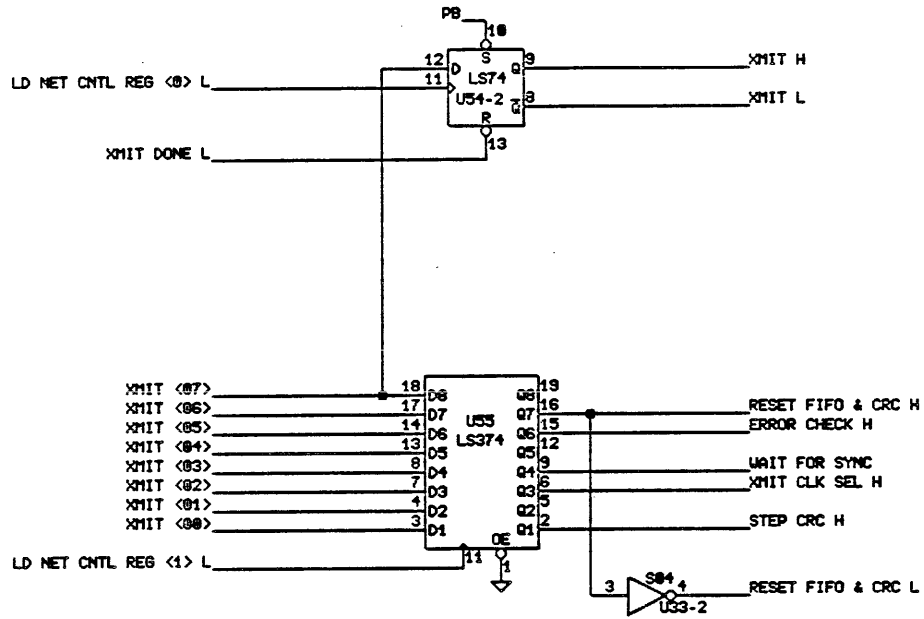 PB
10
S
12 D LS74 Q 9 XMIT H
LD NET CNTL REG <0> L 11
U54-2 Q 8 XMIT L
R
13
XMIT DONE L
XMIT <07> 18 D8 Q8 19
XMIT <06> 17 D7 U55 Q7 16 RESET FIFO & CRC H
XMIT <05> 14 D6 LS374 Q6 15 ERROR CHECK H
XMIT <04> 13 D5 Q5 12
XMIT <03> 8 D4 Q4 9 WAIT FOR SYNC
XMIT <02> 7 D3 Q3 6 XMIT CLK SEL H
XMIT <01> 4 D2 Q2 5
XMIT <00> 3 D1 Q1 2 STEP CRC H
OE
LD NET CNTL REG <1> L 11 1
S04
3 4 RESET FIFO & CRC L
U33-2